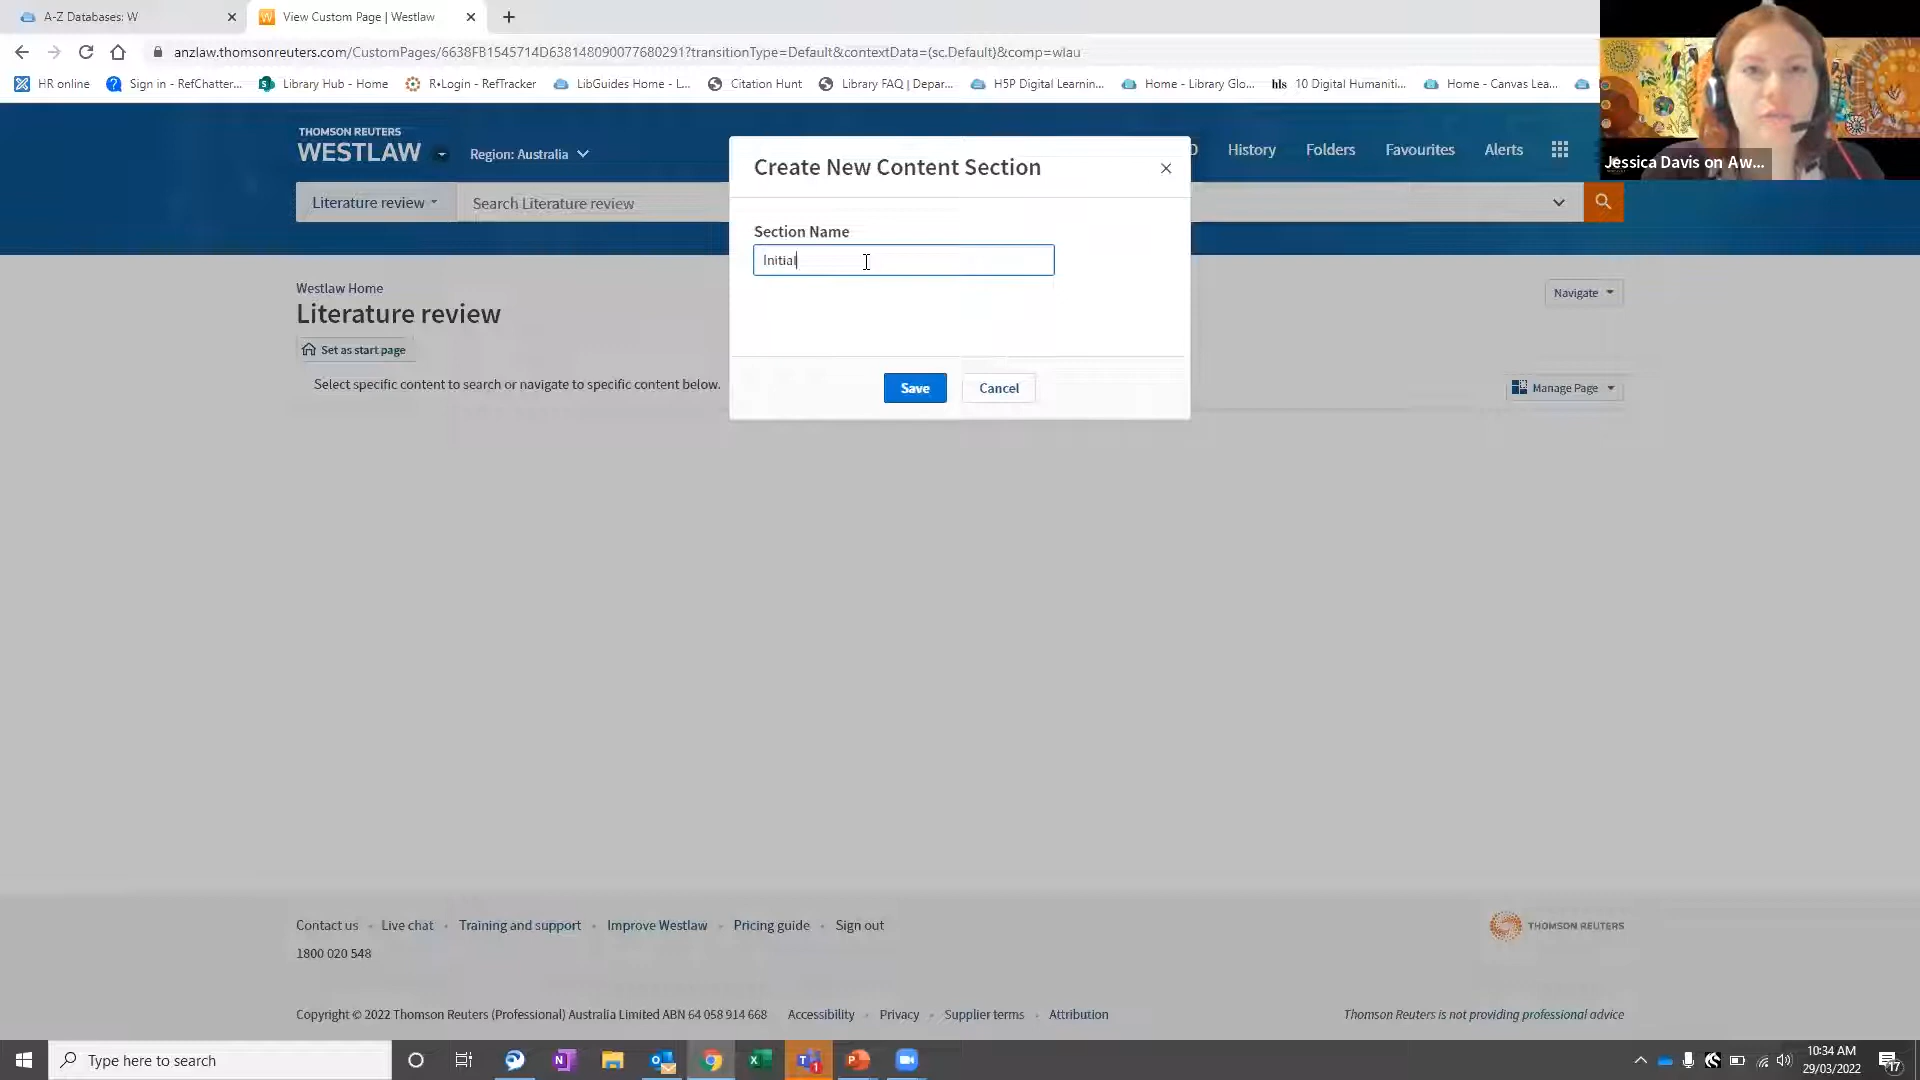 A-Z Databases: W
View Custom Page | Westlaw
anzlaw.thomsonreuters.com/CustomPages/6638FB1545714D638148090077680291?transitionType=Default&contextData=(sc.Default)&comp=wlau
HR online
Sign in - RefChatter...
Library Hub - Home
R•Login - RefTracker
LibGuides Home - L...
Citation Hunt
Library FAQ | Depar...
H5P Digital Learnin...
Home - Library Glo...
hls 10 Digital Humaniti...
Home - Canvas Lea...
Jessica Davis on Aw...
THOMSON REUTERS
WESTLAW
Region: Australia
History
Folders
Favourites
Alerts
Literature review
Search Literature review
Create New Content Section
Section Name
Initial
Save
Cancel
Westlaw Home
Literature review
Navigate
Set as start page
Select specific content to search or navigate to specific content below.
Manage Page
Contact us
Live chat
Training and support
Improve Westlaw
Pricing guide
Sign out
1800 020 548
THOMSON REUTERS
Copyright © 2022 Thomson Reuters (Professional) Australia Limited ABN 64 058 914 668
Accessibility
Privacy
Supplier terms
Attribution
Thomson Reuters is not providing professional advice
Type here to search
10:34 AM
29/03/2022
17